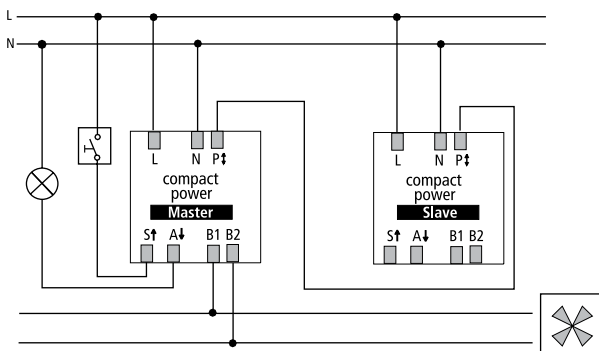 L
N
L N P↕
compact
power
Master
S↑ A↓ B1 B2
L N P↕
compact
power
Slave
S↑ A↓ B1 B2